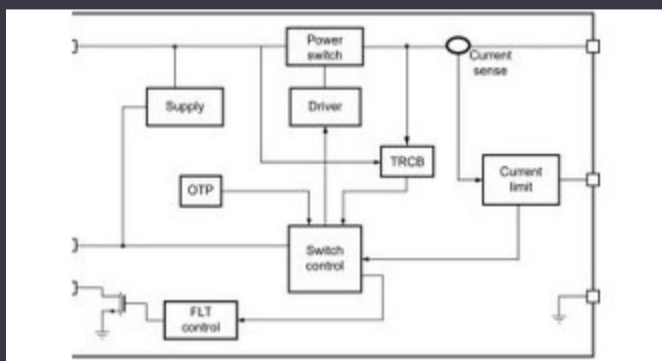 Power
switch
Current
sense
Supply
Driver
TRCB
Current
limit
OTP
Switch
control
FLT
control